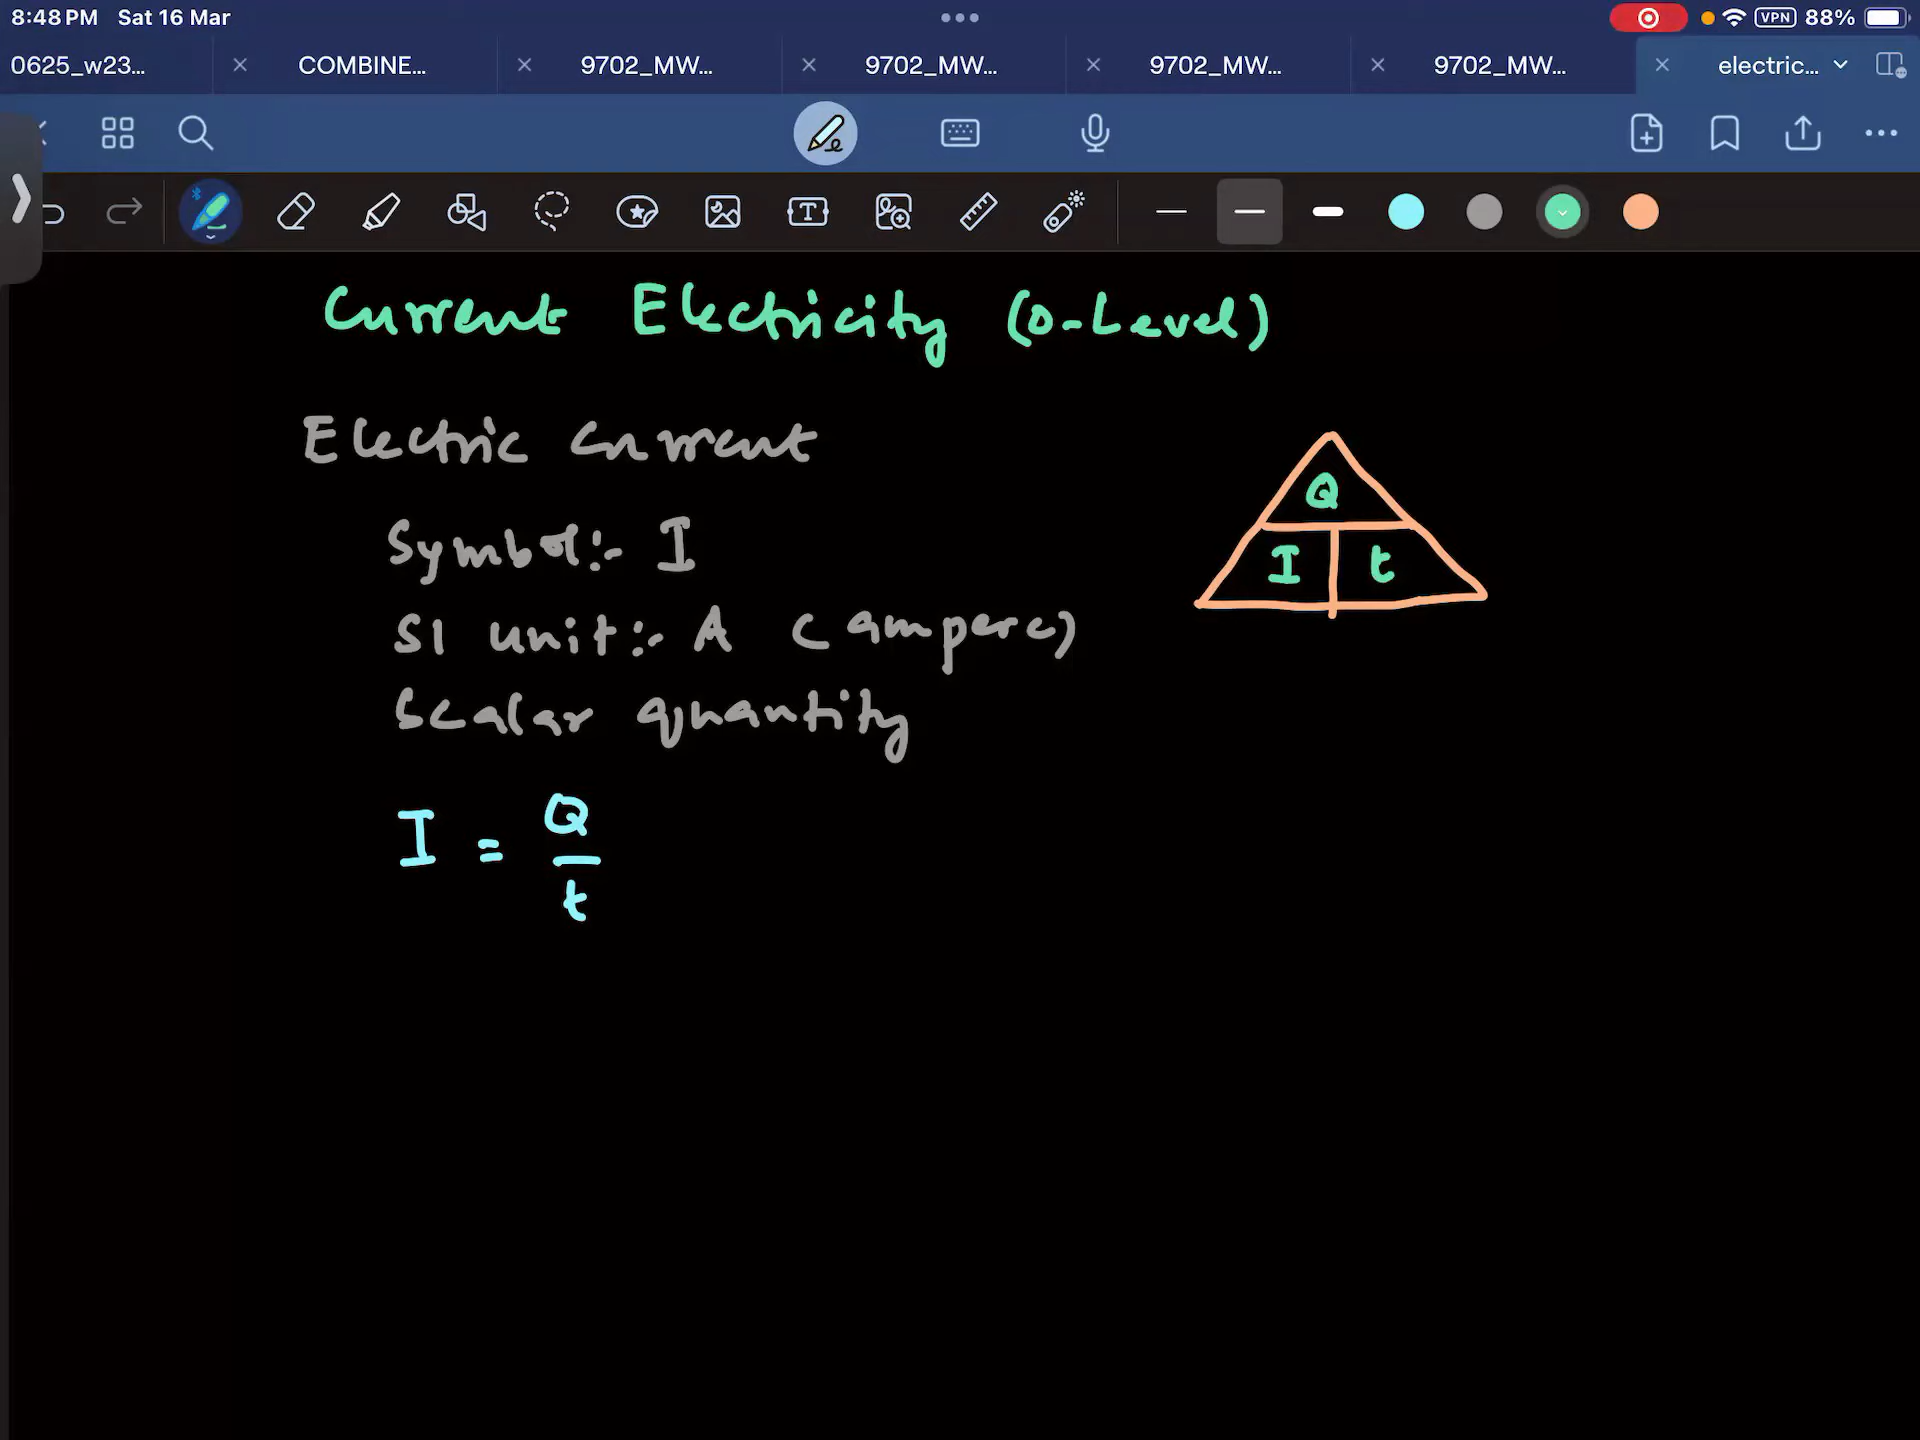 8:48 PM Sat 16 Mar
VPN 88%
0625_w23... COMBINE... 9702_MW... 9702_MW... 9702_MW... 9702_MW... electric...
Current Electricity (O-Level)
Electric Current
Symbol:- I
SI unit:- A (ampere)
Scalar quantity
I = Q/t
Q
I t